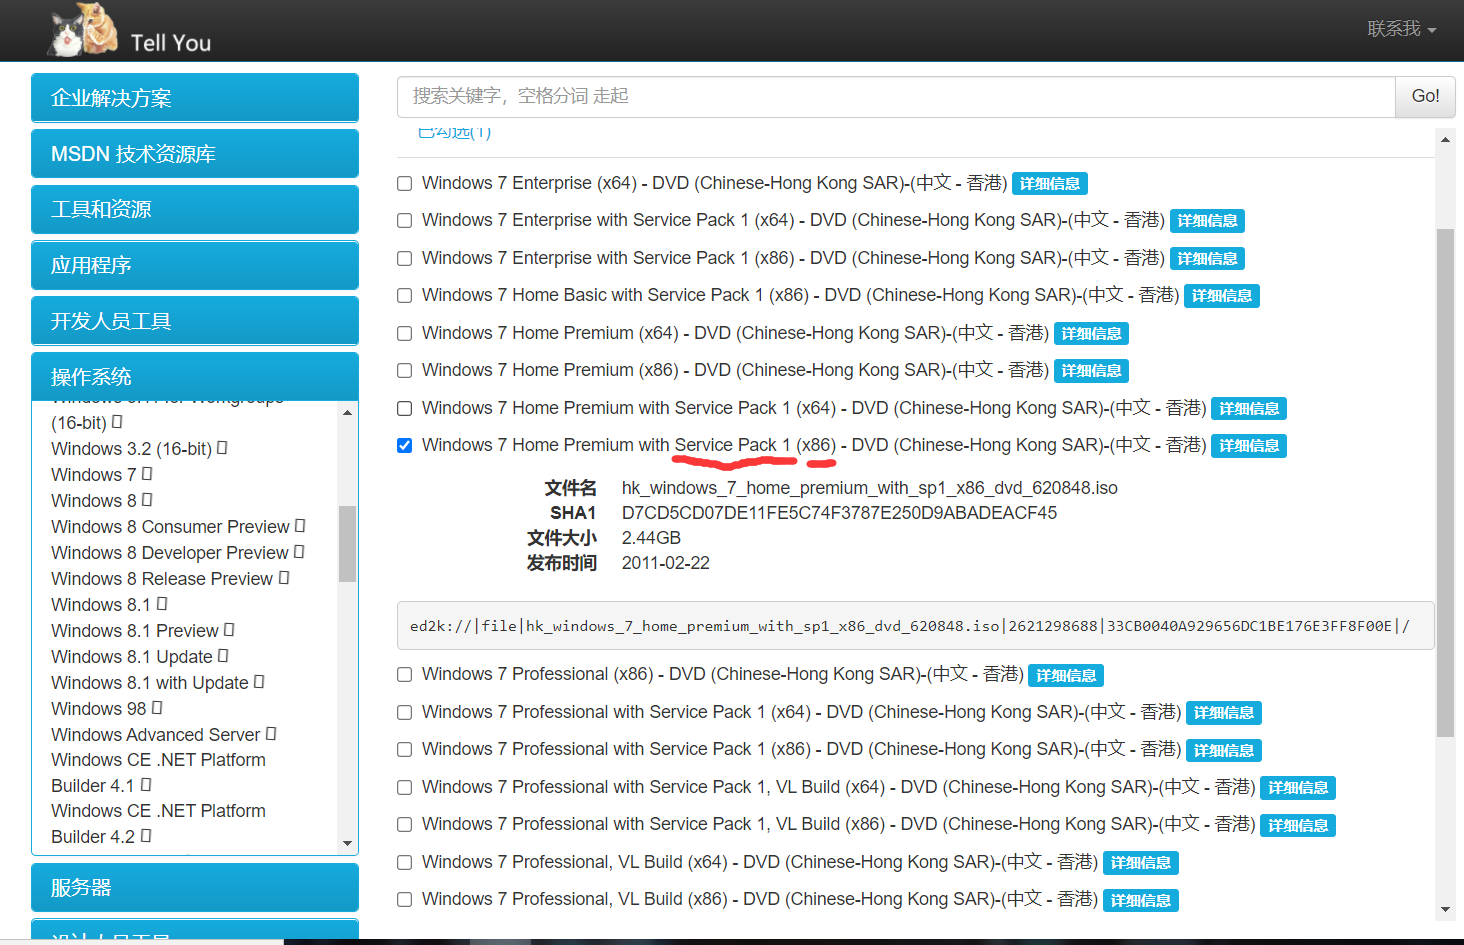 Tell You
联系我
企业解决方案
MSDN 技术资源库
工具和资源
应用程序
开发人员工具
操作系统
(16-bit)
Windows 3.2 (16-bit)
Windows 7
Windows 8
Windows 8 Consumer Preview
Windows 8 Developer Preview
Windows 8 Release Preview
Windows 8.1
Windows 8.1 Preview
Windows 8.1 Update
Windows 8.1 with Update
Windows 98
Windows Advanced Server
Windows CE .NET Platform
Builder 4.1
Windows CE .NET Platform
Builder 4.2
服务器
搜索关键字，空格分词 走起
Go!
已勾选(1)
Windows 7 Enterprise (x64) - DVD (Chinese-Hong Kong SAR)-(中文 - 香港) 详细信息
Windows 7 Enterprise with Service Pack 1 (x64) - DVD (Chinese-Hong Kong SAR)-(中文 - 香港) 详细信息
Windows 7 Enterprise with Service Pack 1 (x86) - DVD (Chinese-Hong Kong SAR)-(中文 - 香港) 详细信息
Windows 7 Home Basic with Service Pack 1 (x86) - DVD (Chinese-Hong Kong SAR)-(中文 - 香港) 详细信息
Windows 7 Home Premium (x64) - DVD (Chinese-Hong Kong SAR)-(中文 - 香港) 详细信息
Windows 7 Home Premium (x86) - DVD (Chinese-Hong Kong SAR)-(中文 - 香港) 详细信息
Windows 7 Home Premium with Service Pack 1 (x64) - DVD (Chinese-Hong Kong SAR)-(中文 - 香港) 详细信息
Windows 7 Home Premium with Service Pack 1 (x86) - DVD (Chinese-Hong Kong SAR)-(中文 - 香港) 详细信息
文件名 hk_windows_7_home_premium_with_sp1_x86_dvd_620848.iso
SHA1 D7CD5CD07DE11FE5C74F3787E250D9ABADEACF45
文件大小 2.44GB
发布时间 2011-02-22
ed2k://|file|hk_windows_7_home_premium_with_sp1_x86_dvd_620848.iso|2621298688|33CB0040A929656DC1BE176E3FF8F00E|/
Windows 7 Professional (x86) - DVD (Chinese-Hong Kong SAR)-(中文 - 香港) 详细信息
Windows 7 Professional with Service Pack 1 (x64) - DVD (Chinese-Hong Kong SAR)-(中文 - 香港) 详细信息
Windows 7 Professional with Service Pack 1 (x86) - DVD (Chinese-Hong Kong SAR)-(中文 - 香港) 详细信息
Windows 7 Professional with Service Pack 1, VL Build (x64) - DVD (Chinese-Hong Kong SAR)-(中文 - 香港) 详细信息
Windows 7 Professional with Service Pack 1, VL Build (x86) - DVD (Chinese-Hong Kong SAR)-(中文 - 香港) 详细信息
Windows 7 Professional, VL Build (x64) - DVD (Chinese-Hong Kong SAR)-(中文 - 香港) 详细信息
Windows 7 Professional, VL Build (x86) - DVD (Chinese-Hong Kong SAR)-(中文 - 香港) 详细信息